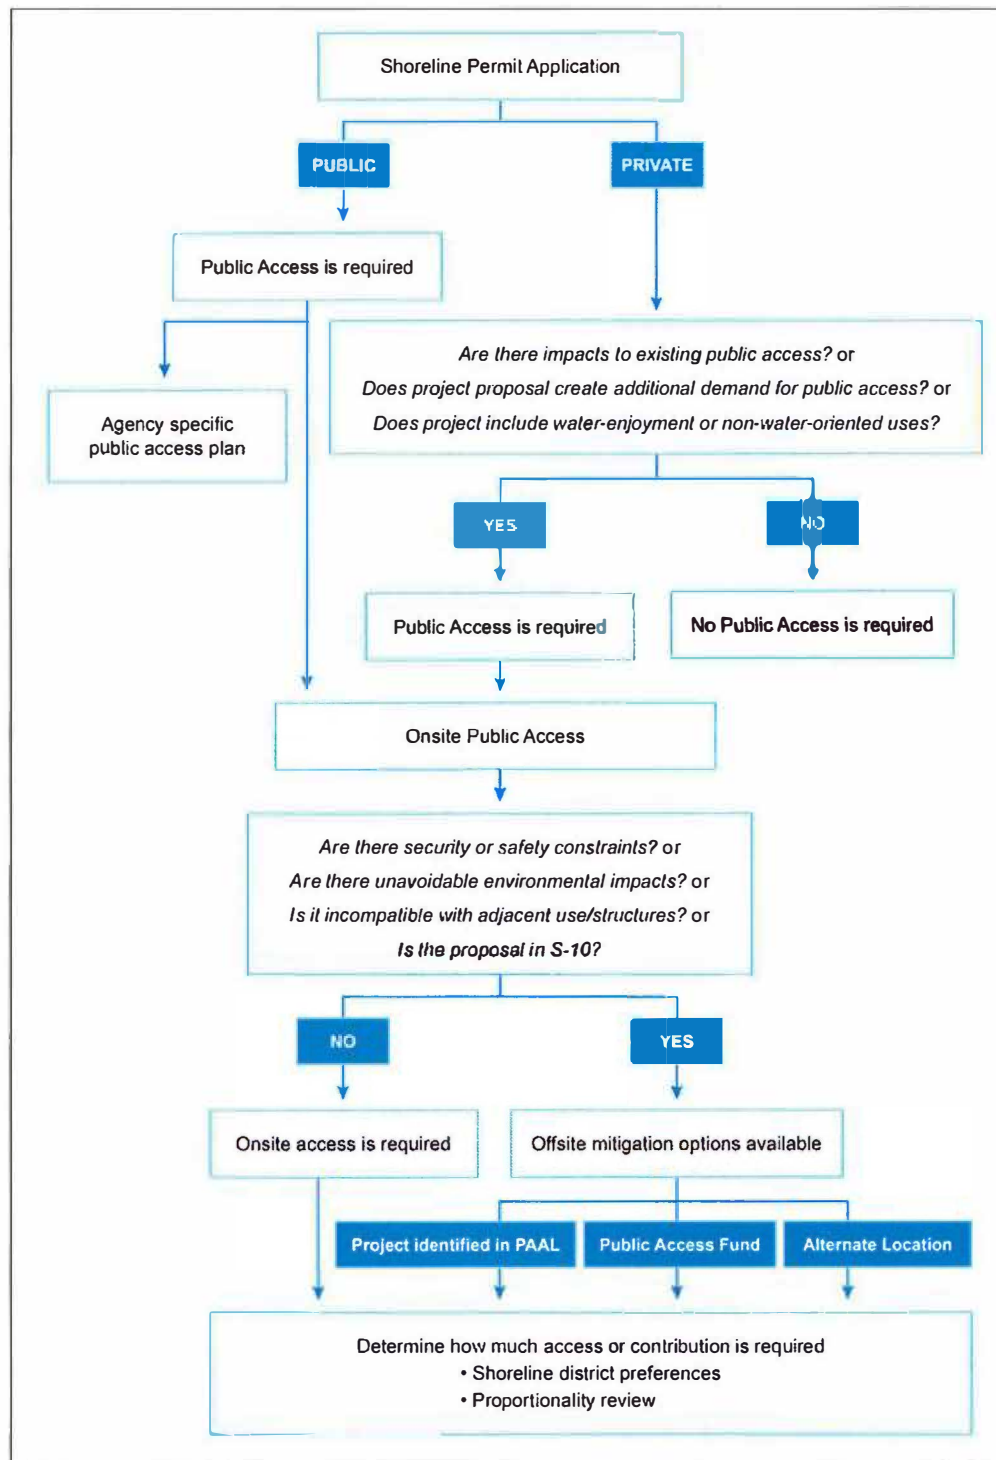 Shoreline Permit Application
PUBLIC
PRIVATE
Public Access is required
Are there impacts to existing public access? or
Does project proposal create additional demand for public access? or
Does project include water-enjoyment or non-water-oriented uses?
Agency specific
public access plan
YES
NO
Public Access is required
No Public Access is required
Onsite Public Access
Are there security or safety constraints? or
Are there unavoidable environmental impacts? or
Is it incompatible with adjacent use/structures? or
Is the proposal in S-10?
NO
YES
Onsite access is required
Offsite mitigation options available
Project identified in PAAL
Public Access Fund
Alternate Location
Determine how much access or contribution is required
• Shoreline district preferences
• Proportionality review